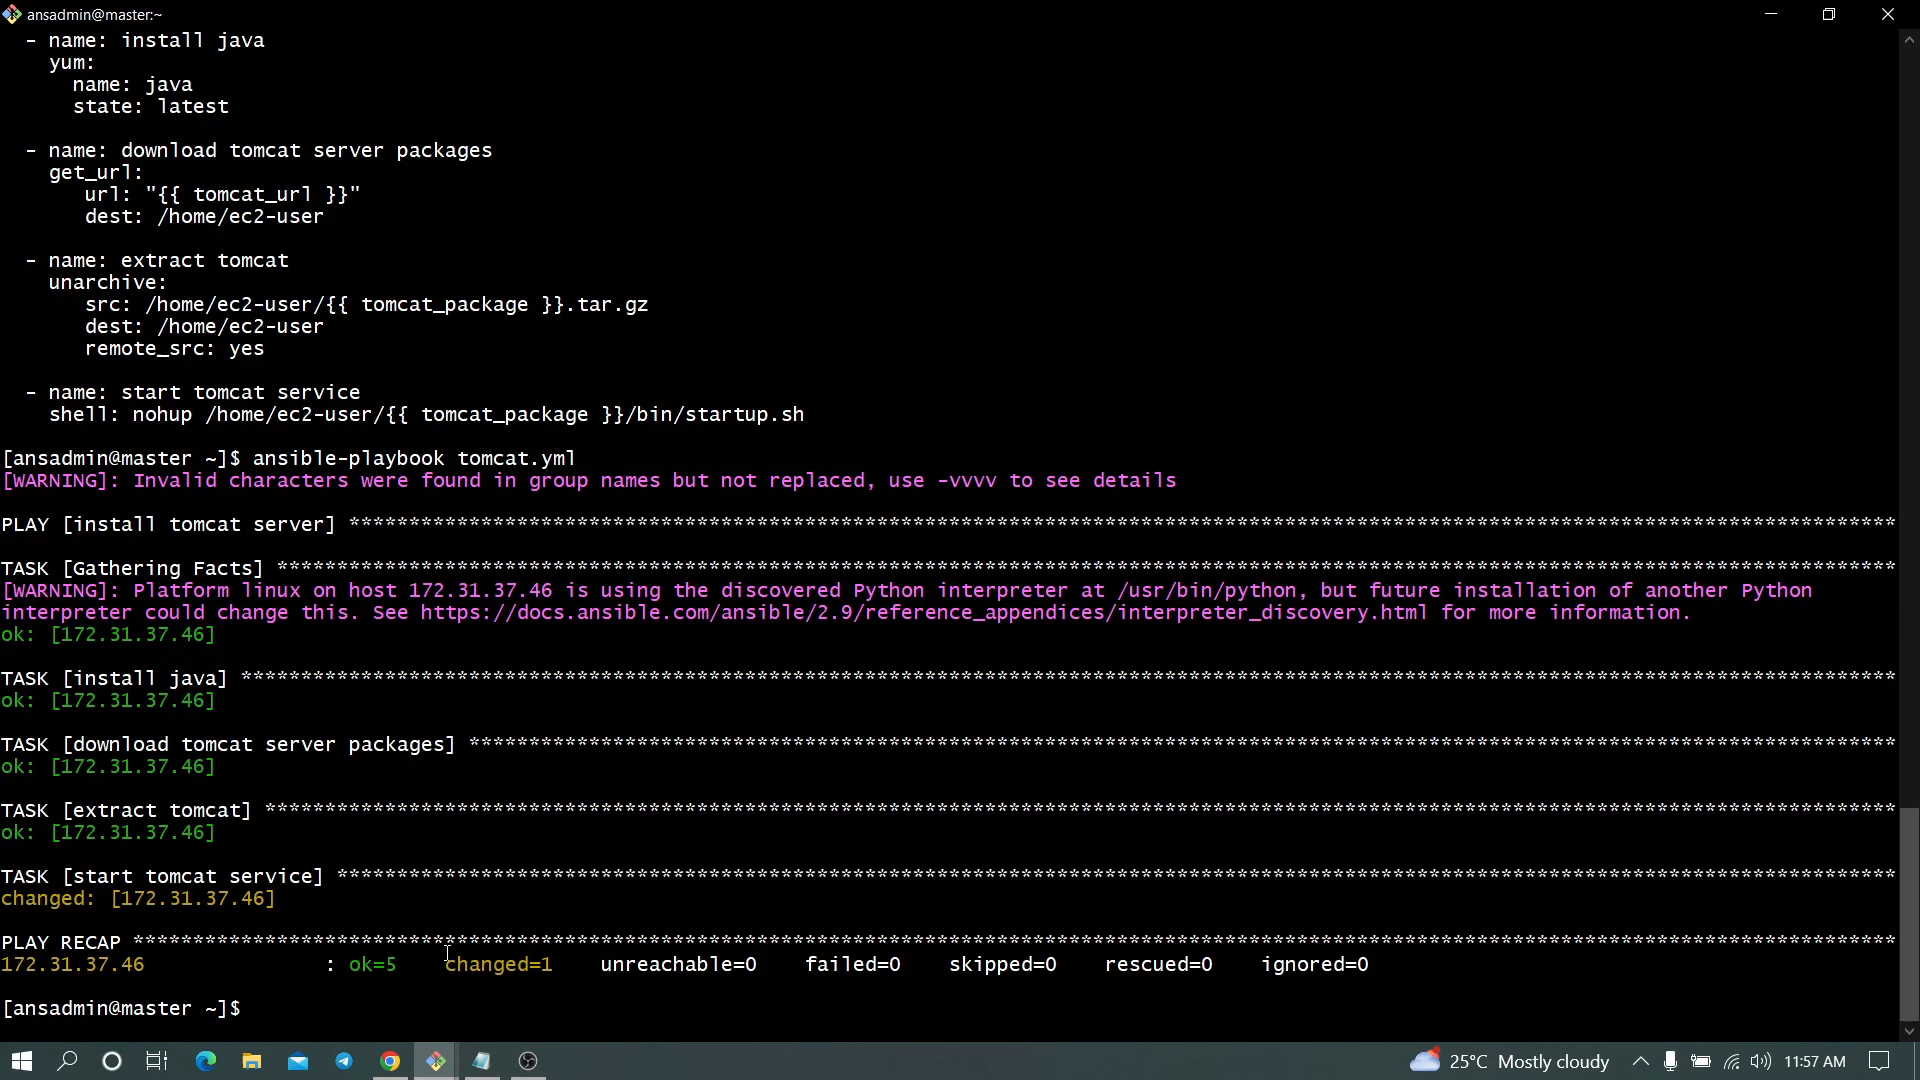 ansadmin@master:~
- name: install java
yum:
name: java
state: latest
- name: download tomcat server packages
get_url:
url: "{{ tomcat_url }}"
dest: /home/ec2-user
- name: extract tomcat
unarchive:
src: /home/ec2-user/{{ tomcat_package }}.tar.gz
dest: /home/ec2-user
remote_src: yes
- name: start tomcat service
shell: nohup /home/ec2-user/{{ tomcat_package }}/bin/startup.sh
[ansadmin@master ~]$ ansible-playbook tomcat.yml
[WARNING]: Invalid characters were found in group names but not replaced, use -vvvv to see details
PLAY [install tomcat server] *********************************************************************************************************************************
TASK [Gathering Facts] ***************************************************************************************************************************************
[WARNING]: Platform linux on host 172.31.37.46 is using the discovered Python interpreter at /usr/bin/python, but future installation of another Python
interpreter could change this. See https://docs.ansible.com/ansible/2.9/reference_appendices/interpreter_discovery.html for more information.
ok: [172.31.37.46]
TASK [install java] ******************************************************************************************************************************************
ok: [172.31.37.46]
TASK [download tomcat server packages] ***********************************************************************************************************************
ok: [172.31.37.46]
TASK [extract tomcat] ****************************************************************************************************************************************
ok: [172.31.37.46]
TASK [start tomcat service] **********************************************************************************************************************************
changed: [172.31.37.46]
PLAY RECAP ***************************************************************************************************************************************************
172.31.37.46 : ok=5 changed=1 unreachable=0 failed=0 skipped=0 rescued=0 ignored=0
[ansadmin@master ~]$
25°C Mostly cloudy 11:57 AM